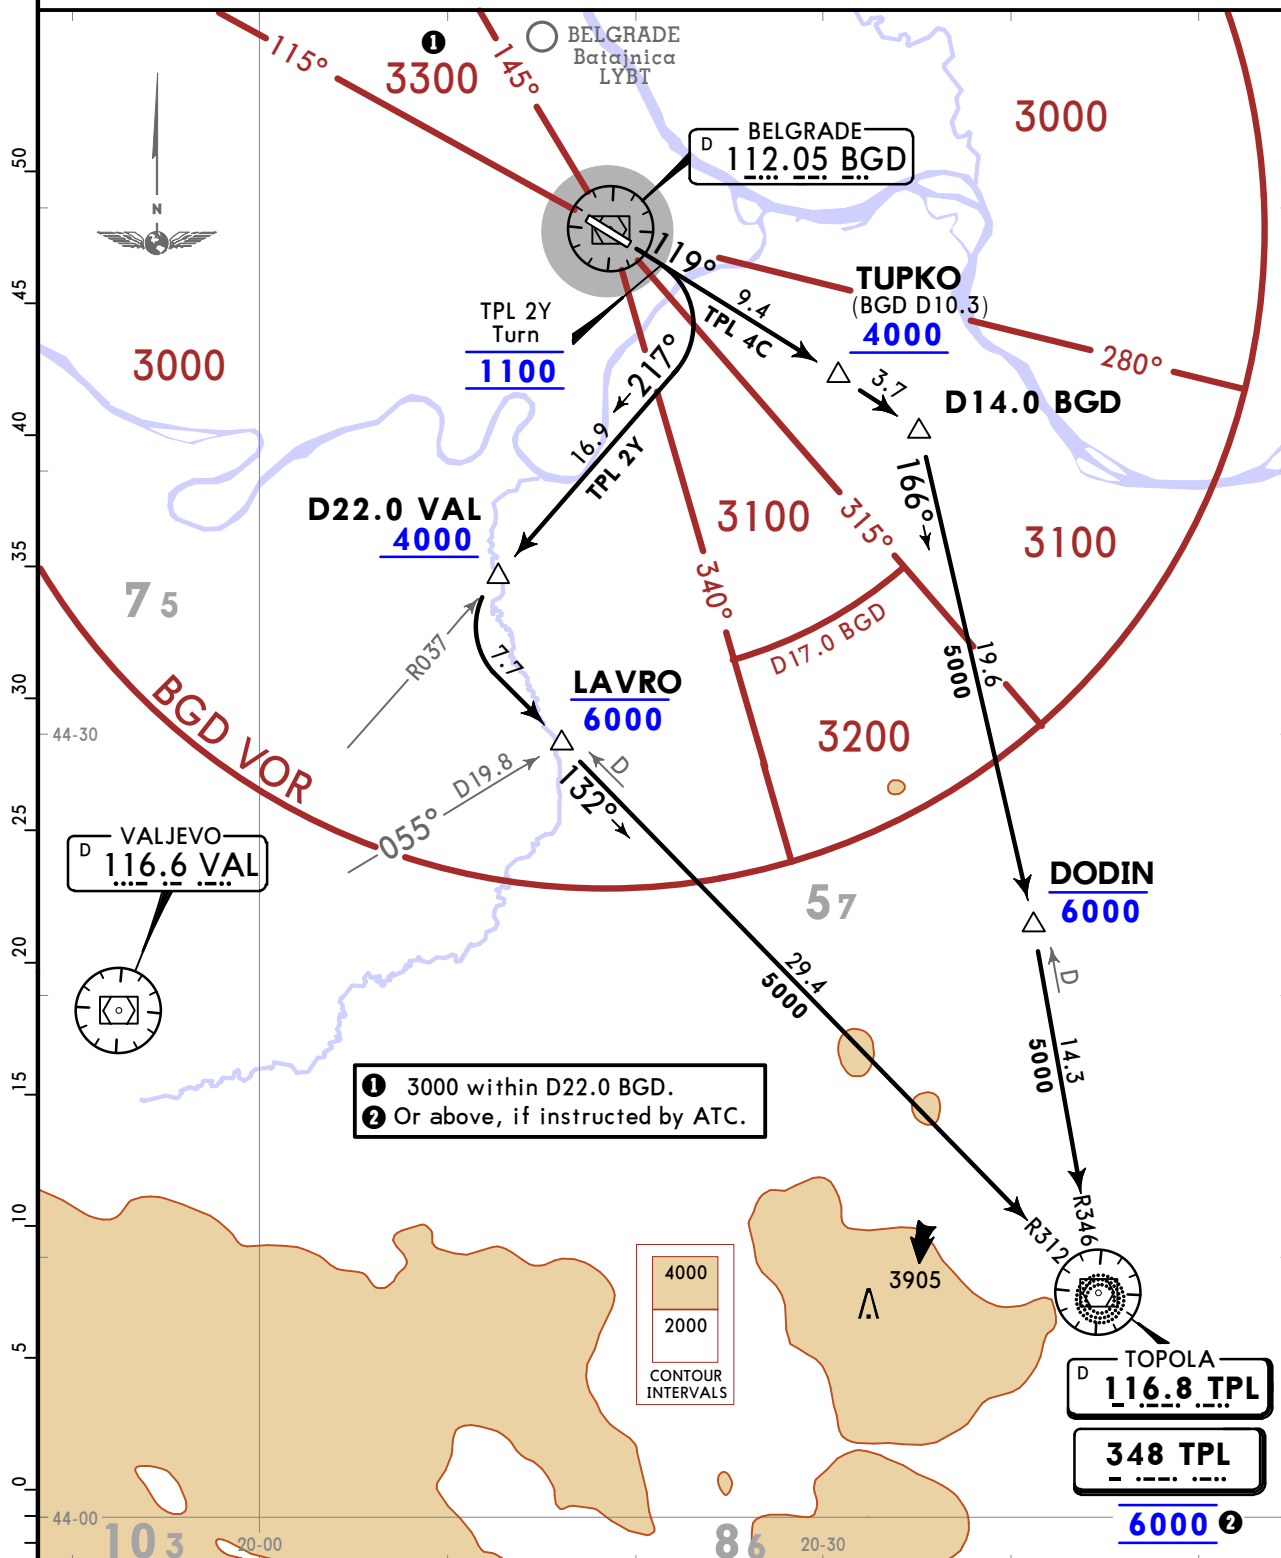 ❶
3300
115°
145°
BELGRADE
Batajnica
LYBT
3000
BELGRADE
D 112.05 BGD
N
119°
TUPKO
(BGD D10.3)
4000
9.4
TPL 4C
TPL 2Y
Turn
1100
3000
280°
217°
3.7
D14.0 BGD
16.9
TPL 2Y
166°
D22.0 VAL
4000
3100
315°
3100
7 5
340°
D17.0 BGD
R037
7.7
19.6
5000
LAVRO
6000
BGD VOR
44-30
3200
D19.8
D
132°
055°
VALJEVO
D 116.6 VAL
57
DODIN
6000
29.4
5000
D
14.3
5000
❶ 3000 within D22.0 BGD.
❷ Or above, if instructed by ATC.
R346
R312
3905
4000
2000
CONTOUR
INTERVALS
TOPOLA
D 116.8 TPL
348 TPL
6000 ❷
44-00
10 3
20-00
8 6
20-30
50
45
40
35
30
25
20
15
10
5
0